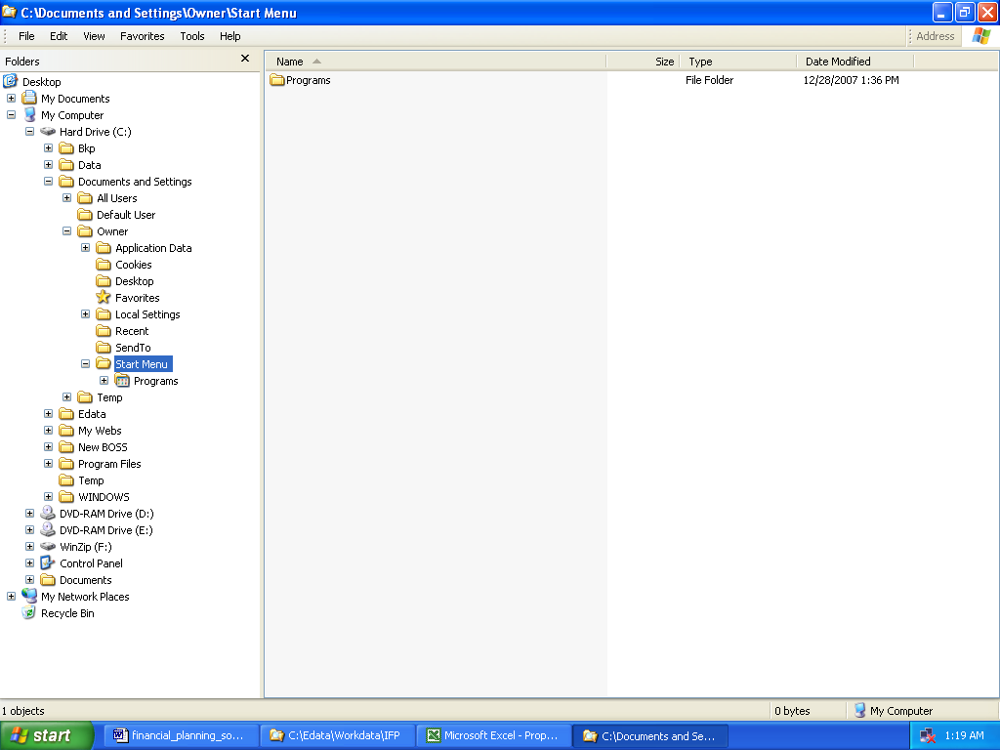 C:\Documents and Settings\Owner\Start Menu
File Edit View Favorites Tools Help Address
Folders
Name Size Type Date Modified
Programs File Folder 12/28/2007 1:36 PM
Desktop
My Documents
My Computer
Hard Drive (C:)
Bkp
Data
Documents and Settings
All Users
Default User
Owner
Application Data
Cookies
Desktop
Favorites
Local Settings
Recent
SendTo
Start Menu
Programs
Temp
Edata
My Webs
New BOSS
Program Files
Temp
WINDOWS
DVD-RAM Drive (D:)
DVD-RAM Drive (E:)
WinZip (F:)
Control Panel
Documents
My Network Places
Recycle Bin
1 objects 0 bytes My Computer
start financial_planning_so... C:\Edata\Workdata\IFP Microsoft Excel - Prop... C:\Documents and Se... 1:19 AM